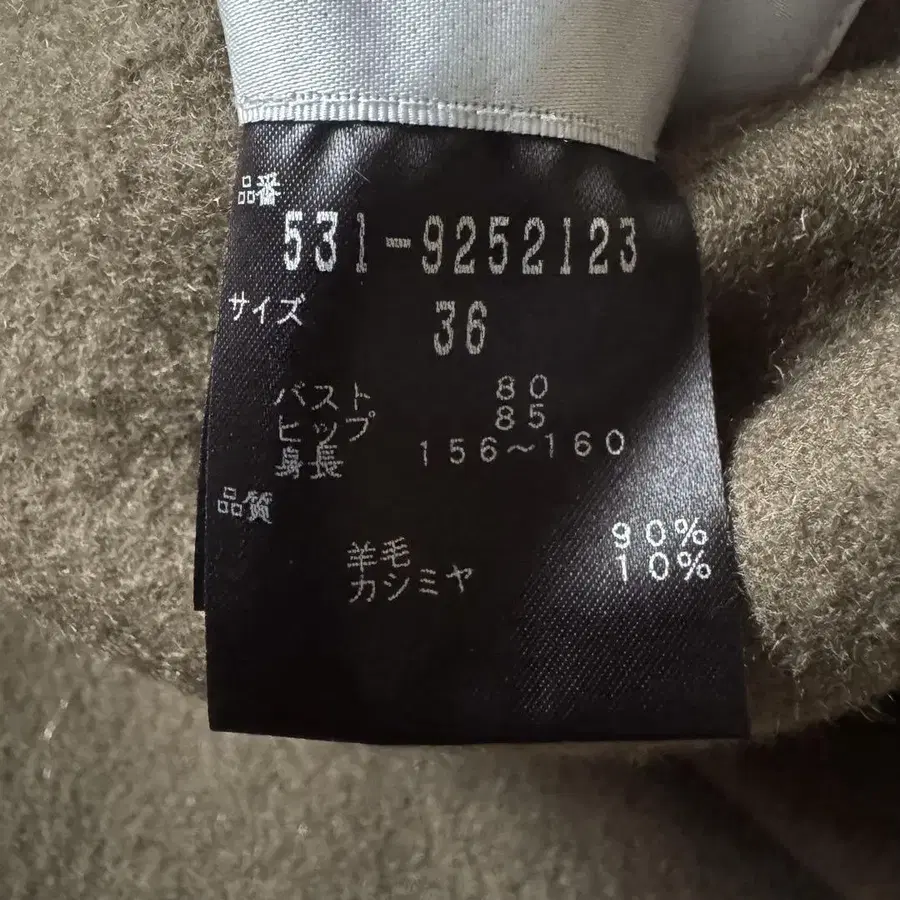 品番
531-9252123
サイズ
36
バスト 80
ヒップ 85
身長 156～160
品質
羊毛 90%
カシミヤ 10%